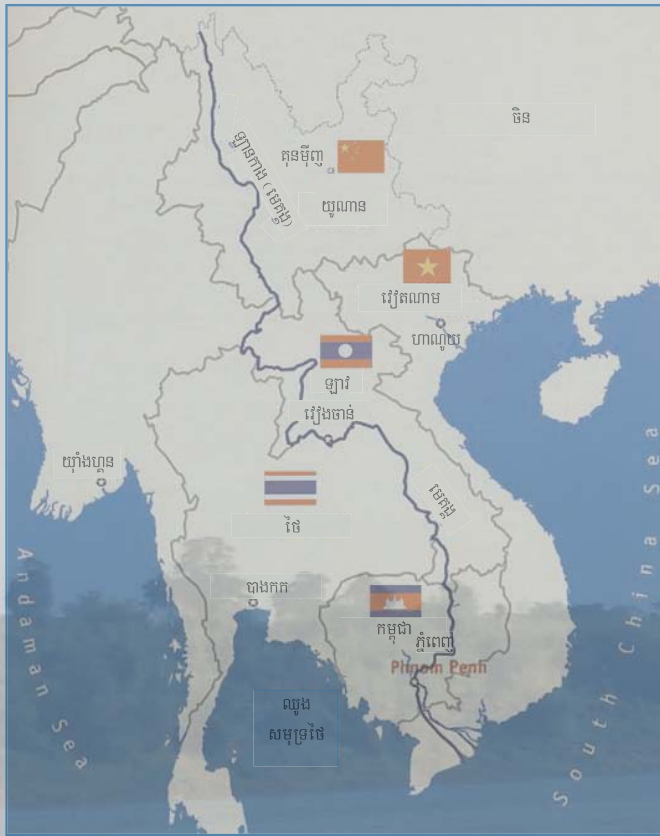 ចិន
គុនម៉ីញ
ឡានកាង (មេគង្គ)
យូណាន
វៀតណាម
ហាណូយ
ឡាវ
វៀងចាន់
យ៉ាំងហ្គូន
មេគង្គ
ថៃ
បាងកក
កម្ពុជា
ភ្នំពេញ
Phnom Penh
ឈូង
សមុទ្រថៃ
Andaman Sea
South China Sea